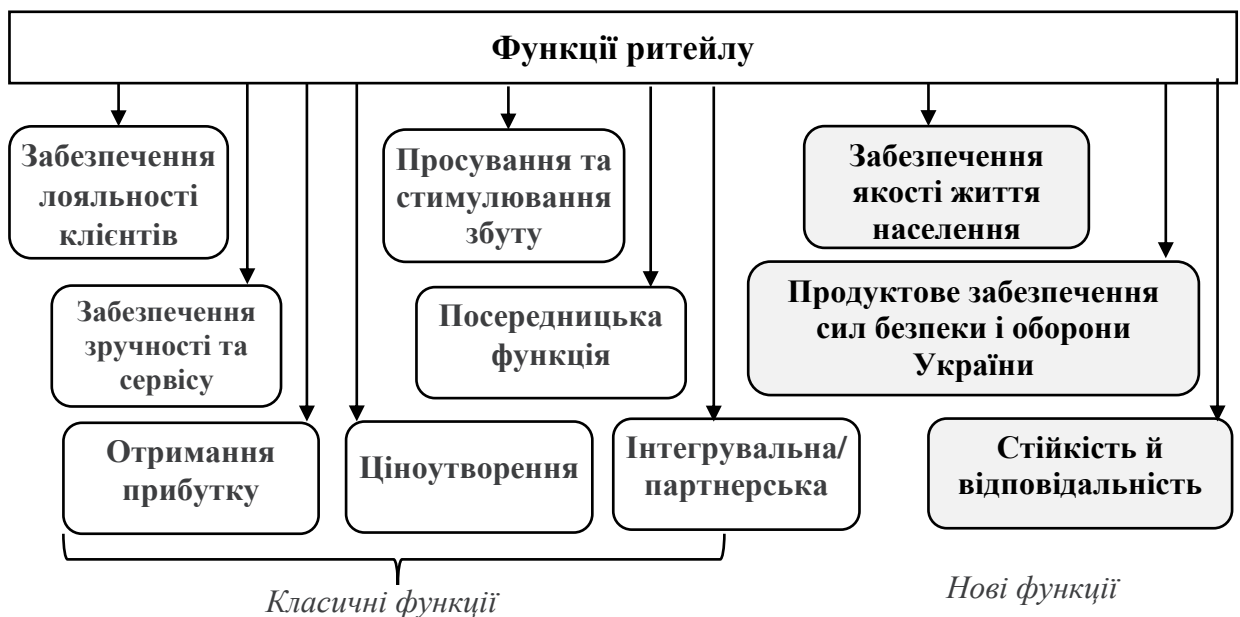 Функції ритейлу
Забезпечення
лояльності
клієнтів
Просування та
стимулювання
збуту
Забезпечення
якості життя
населення
Забезпечення
зручності та
сервісу
Посередницька
функція
Продуктове забезпечення
сил безпеки і оборони
України
Отримання
прибутку
Ціноутворення
Інтегрувальна/
партнерська
Стійкість й
відповідальність
Класичні функції
Нові функції